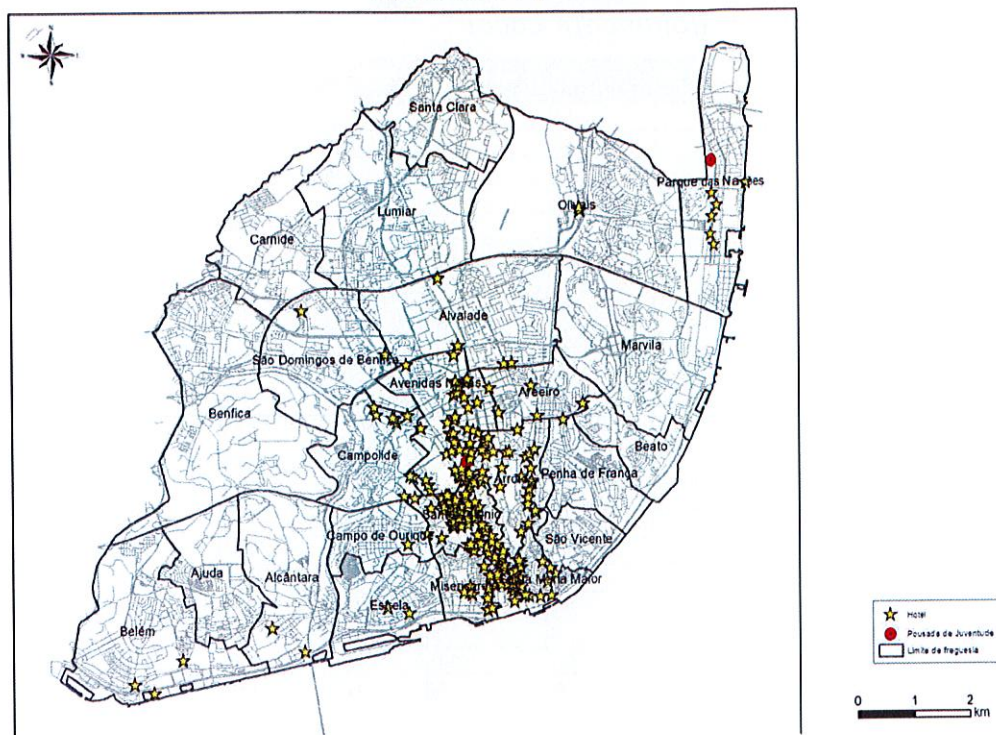 Santa Clara
Parque das Nações
Olivais
Lumiar
Carnide
Alvalade
Marvila
São Domingos de Benfica
Avenidas Novas
Areeiro
Benfica
Beato
Campolide
Penha de França
Arroios
Santo António
Campo de Ourique
São Vicente
Ajuda
Alcântara
Misericórdia
Santa Maria Maior
Estrela
Belém
Hotel
Pousada de Juventude
Limite de freguesia
0 1 2
km